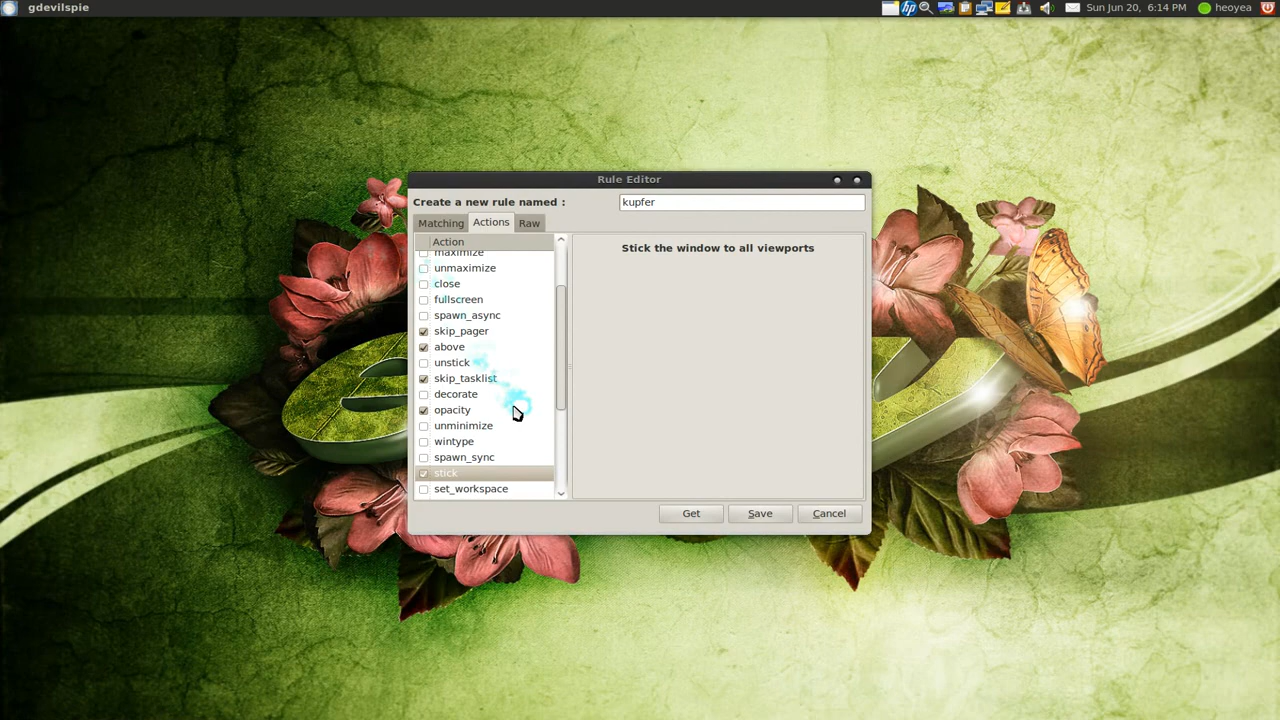 gdevilspie
hp
Sun Jun 20, 6:14 PM
heoyea
Rule Editor
Create a new rule named :
kupfer
Matching
Actions
Raw
Action
maximize
unmaximize
close
fullscreen
spawn_async
skip_pager
above
unstick
skip_tasklist
decorate
opacity
unminimize
wintype
spawn_sync
stick
set_workspace
Stick the window to all viewports
Get
Save
Cancel